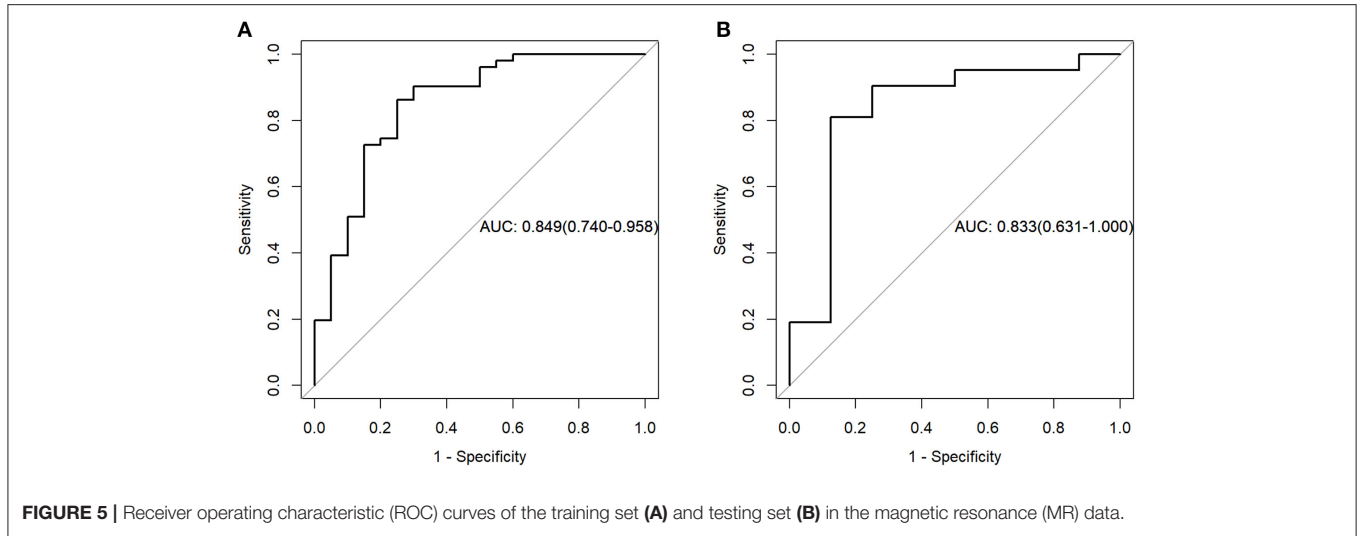 A
1.0
0.8
0.6
0.4
0.2
0.0
Sensitivity
AUC: 0.849(0.740-0.958)
0.0 0.2 0.4 0.6 0.8 1.0
1 - Specificity
B
1.0
0.8
0.6
0.4
0.2
0.0
Sensitivity
AUC: 0.833(0.631-1.000)
0.0 0.2 0.4 0.6 0.8 1.0
1 - Specificity
FIGURE 5 | Receiver operating characteristic (ROC) curves of the training set (A) and testing set (B) in the magnetic resonance (MR) data.